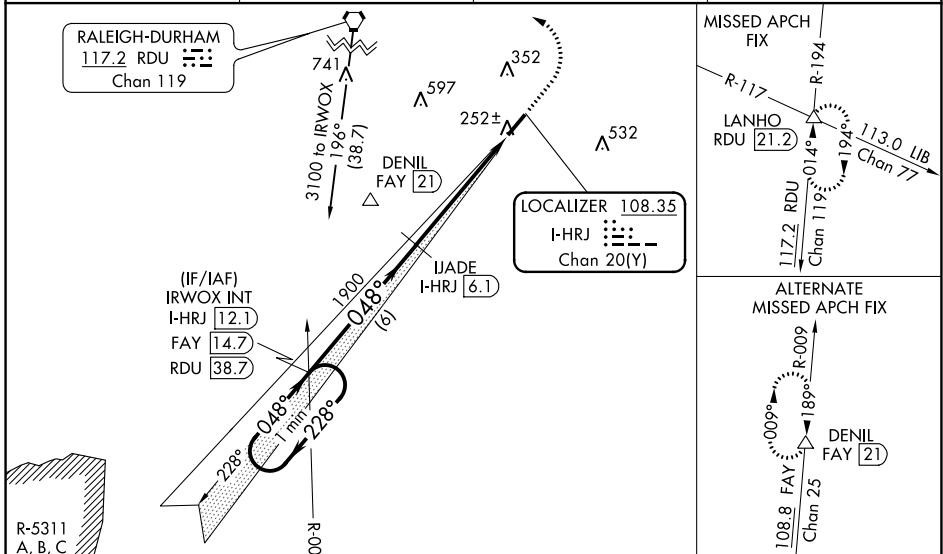 RALEIGH-DURHAM
117.2 RDU
Chan 119
741
352
597
252±
532
3100 to IRWOX
196°
(38.7)
DENIL
FAY 21
LOCALIZER 108.35
I-HRJ
Chan 20(Y)
IJADE
I-HRJ 6.1
1900
048°
(6)
(IF/IAF)
IRWOX INT
I-HRJ 12.1
FAY 14.7
RDU 38.7
048°
1 min
228°
228°
R-5311
A, B, C
MISSED APCH
FIX
R-194
R-117
LANHO
RDU 21.2
014°
194°
113.0 LIB
Chan 77
117.2 RDU
Chan 119
ALTERNATE
MISSED APCH FIX
R-009
009°
189°
DENIL
FAY 21
108.8 FAY
Chan 25